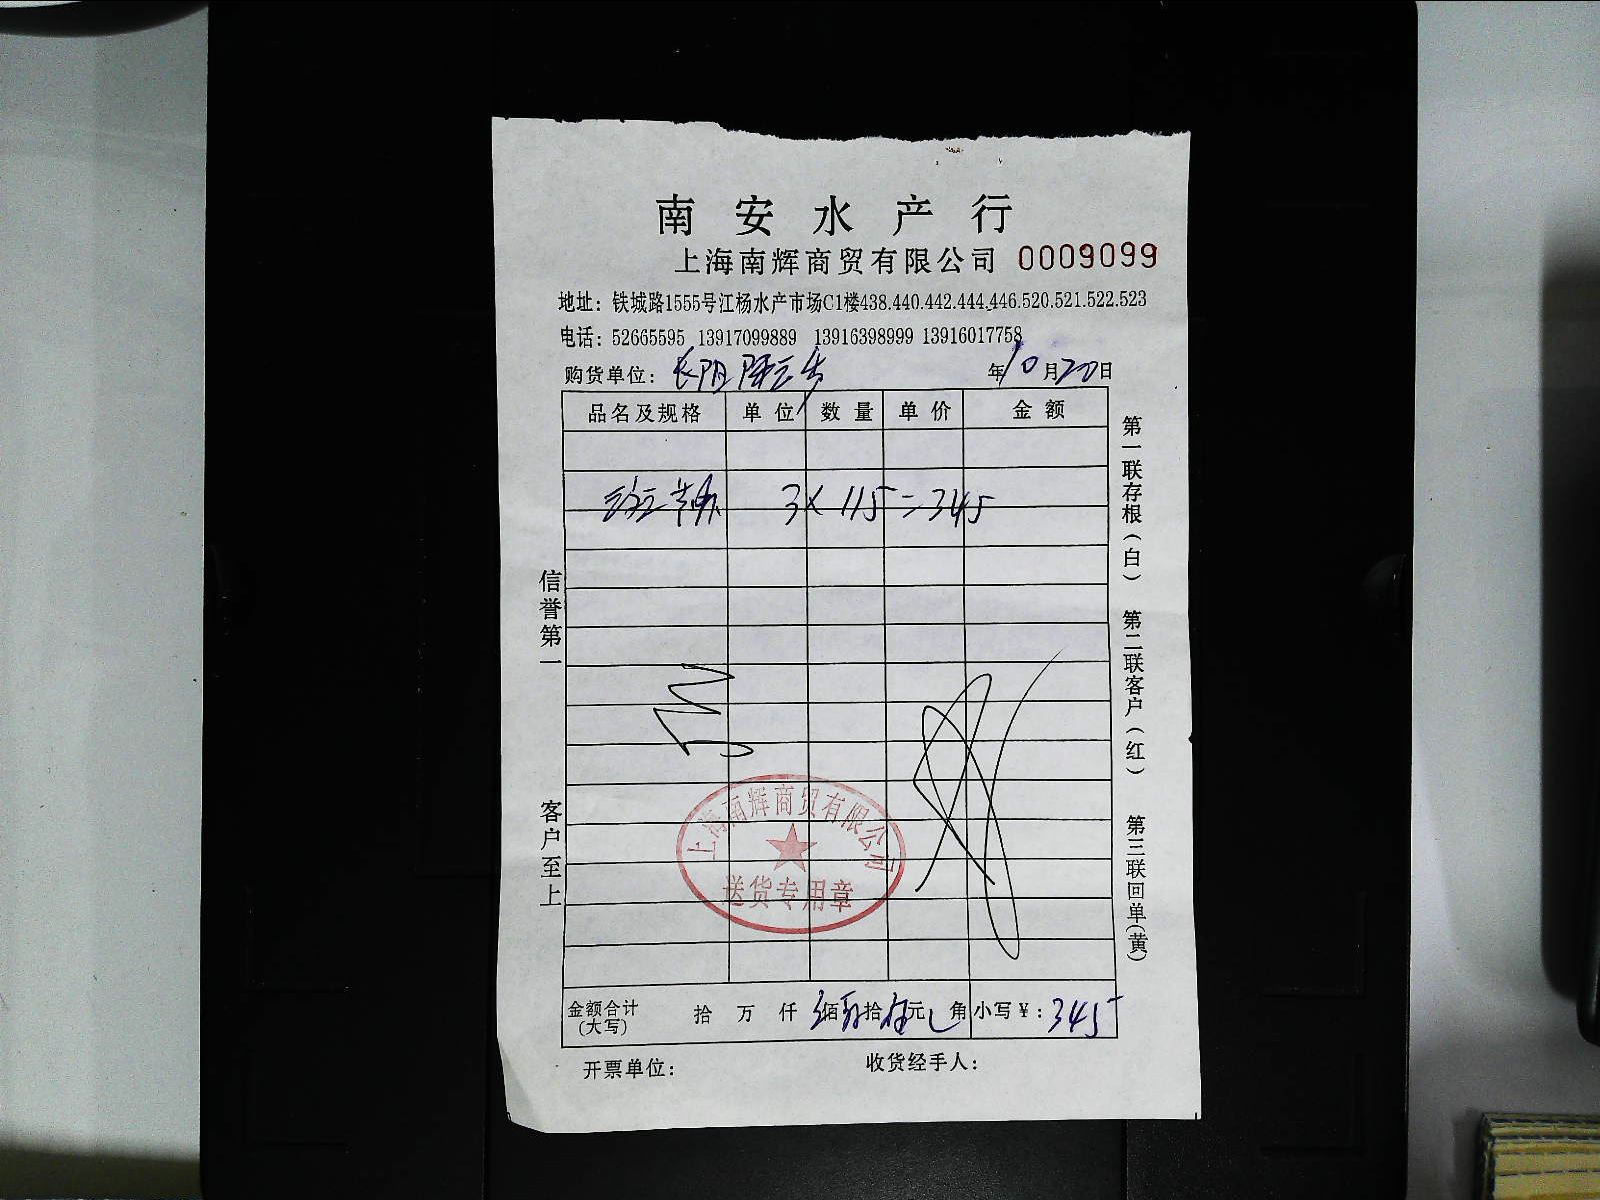 南安水产行
上海南辉商贸有限公司 0009099
地址：铁城路1555号江杨水产市场C1楼438.440.442.444.446.520.521.522.523
电话：52665595 13917099889 13916398999 13916017758
购货单位：
年10月20日
品名及规格 单位 数量 单价 金额
3×115=345
信誉第一
客户至上
第一联存根（白） 第二联客户（红） 第三联回单（黄）
上海南辉商贸有限公司
送货专用章
金额合计（大写） 拾 万 仟 佰 拾 元 角 小写￥：345
开票单位： 收货经手人：